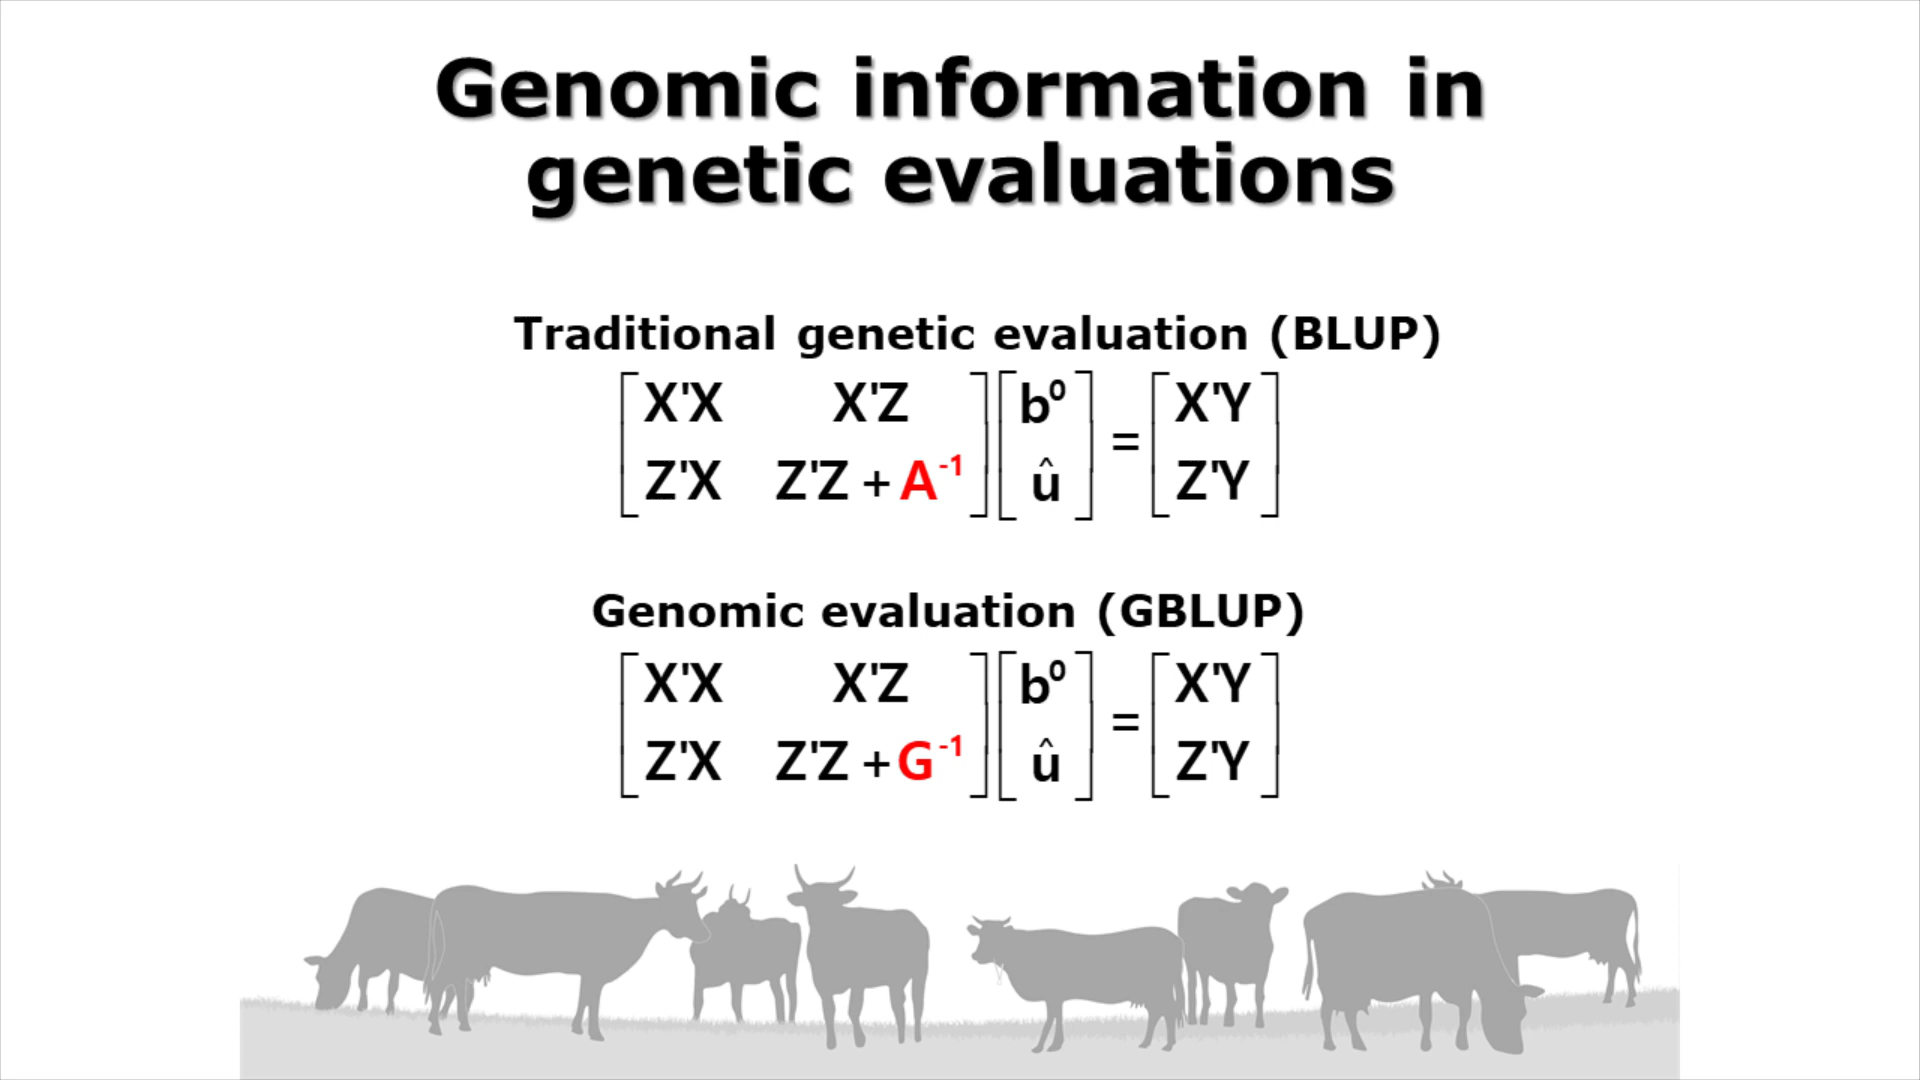 Genomic information in
genetic evaluations
Traditional genetic evaluation (BLUP)
X'X X'Z b⁰ X'Y
Z'X Z'Z + A⁻¹ û = Z'Y
Genomic evaluation (GBLUP)
X'X X'Z b⁰ X'Y
Z'X Z'Z + G⁻¹ û = Z'Y